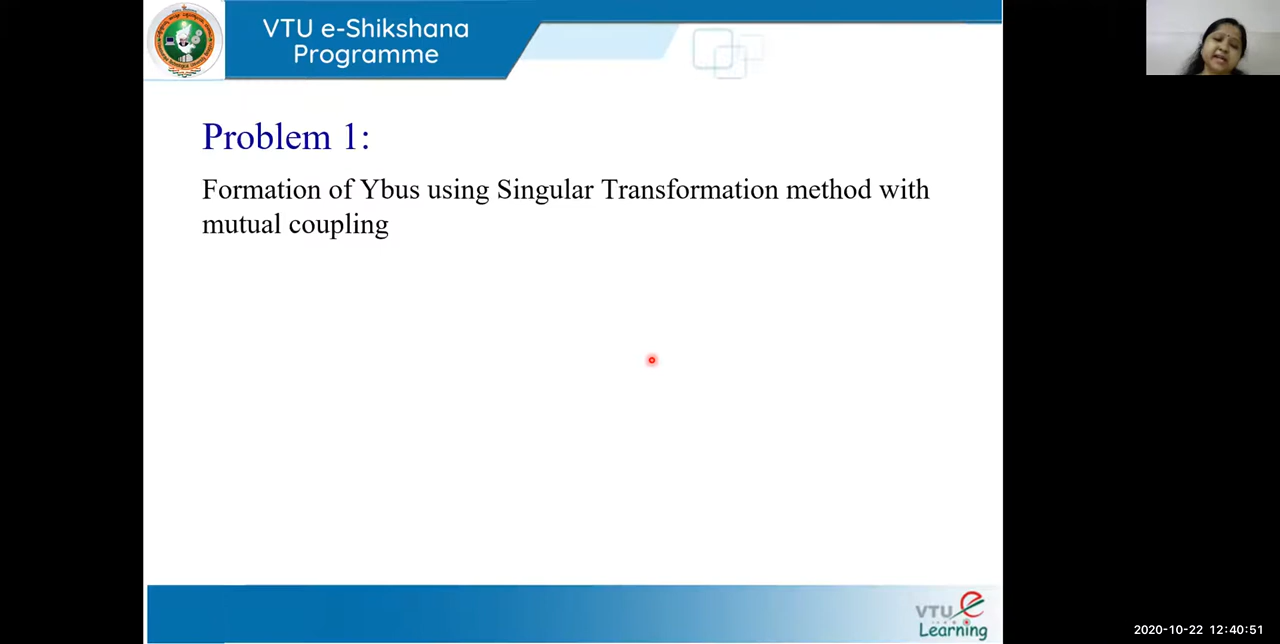 VTU e-Shikshana
Programme
Problem 1:
Formation of Ybus using Singular Transformation method with
mutual coupling
VTU
Learning
2020-10-22 12:40:51